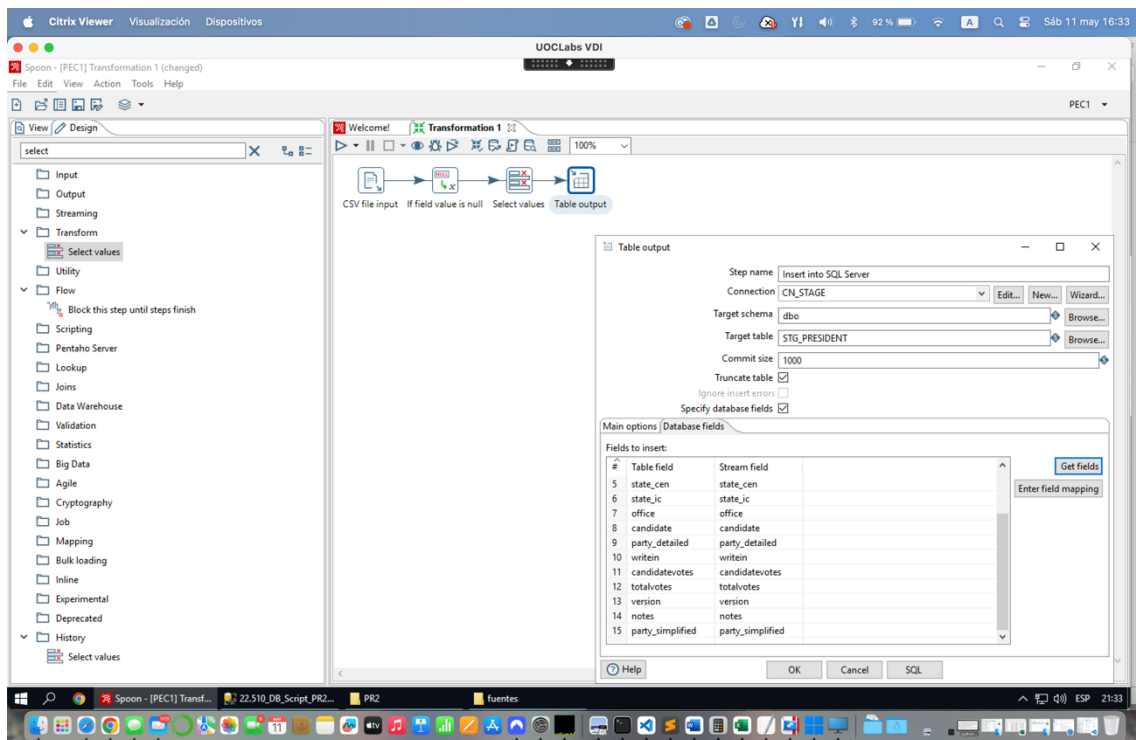 Citrix Viewer Visualización Dispositivos 92 % A Sáb 11 may 16:33
UOCLabs VDI
Spoon - [PEC1] Transformation 1 (changed)
File Edit View Action Tools Help
PEC1
View Design
Welcome! Transformation 1
select
100%
Input
Output
Streaming
Transform
Select values
Utility
Flow
Block this step until steps finish
Scripting
Pentaho Server
Lookup
Joins
Data Warehouse
Validation
Statistics
Big Data
Agile
Cryptography
Job
Mapping
Bulk loading
Inline
Experimental
Deprecated
History
Select values
NULL
CSV file input If field value is null Select values Table output
Table output
Step name Insert into SQL Server
Connection CN_STAGE Edit... New... Wizard...
Target schema dbo Browse...
Target table STG_PRESIDENT Browse...
Commit size 1000
Truncate table
Ignore insert errors
Specify database fields
Main options Database fields
Fields to insert:
# Table field Stream field
Get fields
Enter field mapping
5 state_cen state_cen
6 state_ic state_ic
7 office office
8 candidate candidate
9 party_detailed party_detailed
10 writein writein
11 candidatevotes candidatevotes
12 totalvotes totalvotes
13 version version
14 notes notes
15 party_simplified party_simplified
Help OK Cancel SQL
Spoon - [PEC1] Transf... 22.510_DB_Script_PR2... PR2 fuentes ESP 21:33